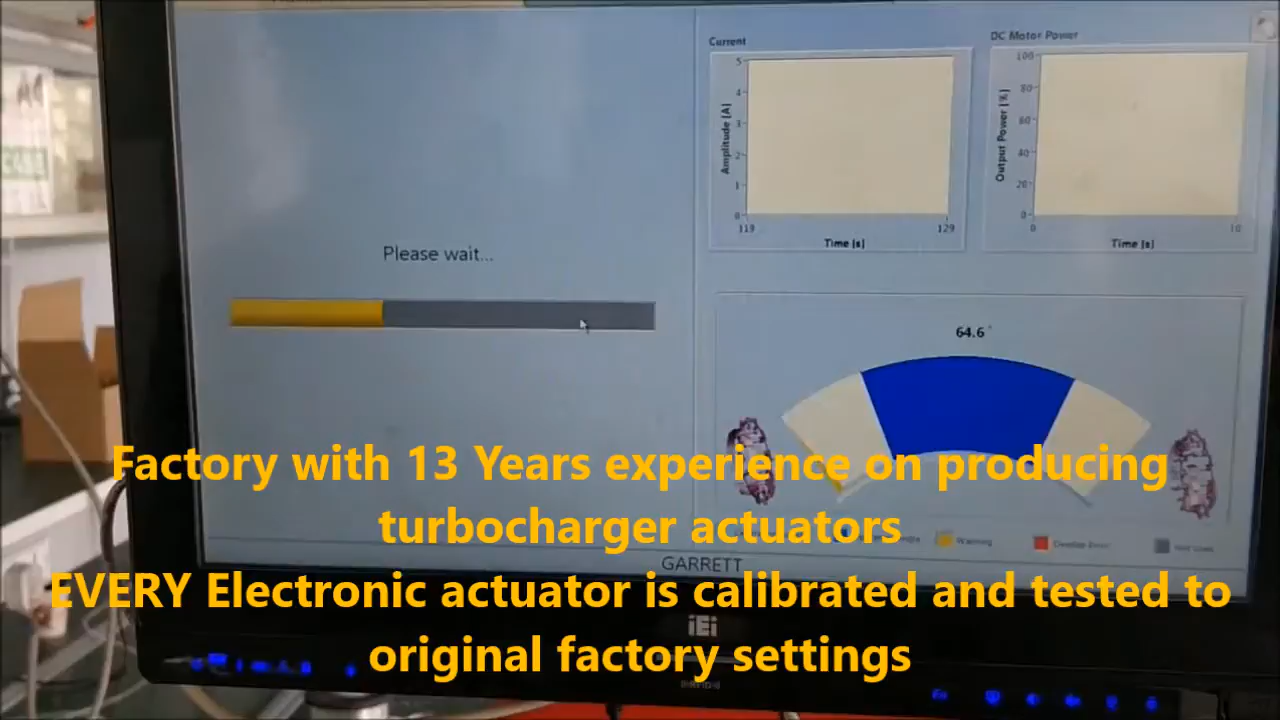 Current
DC Motor Power
5
4
3
2
1
0
Amplitude [A]
119
129
Time [s]
100
80
60
40
20
0
Output Power [%]
0
10
Time [s]
Please wait...
64.6°
Factory with 13 Years experience on producing
turbocharger actuators
Warning
GARRETT
EVERY Electronic actuator is calibrated and tested to
iEi
original factory settings